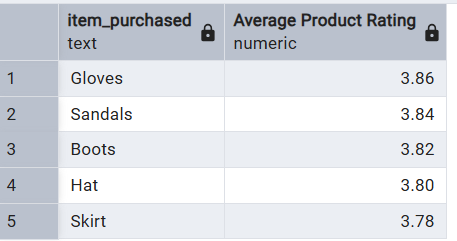 item_purchased Average Product Rating
text numeric
1 Gloves 3.86
2 Sandals 3.84
3 Boots 3.82
4 Hat 3.80
5 Skirt 3.78